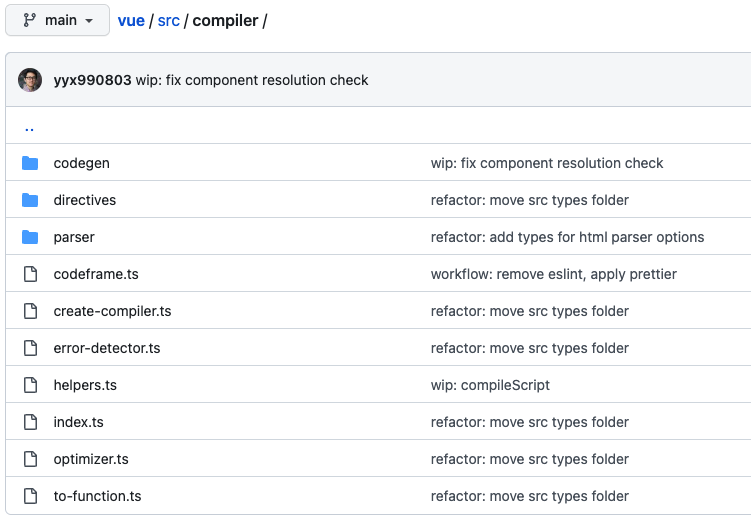 main
vue / src / compiler /
yyx990803 wip: fix component resolution check
..
codegen wip: fix component resolution check
directives refactor: move src types folder
parser refactor: add types for html parser options
codeframe.ts workflow: remove eslint, apply prettier
create-compiler.ts refactor: move src types folder
error-detector.ts refactor: move src types folder
helpers.ts wip: compileScript
index.ts refactor: move src types folder
optimizer.ts refactor: move src types folder
to-function.ts refactor: move src types folder